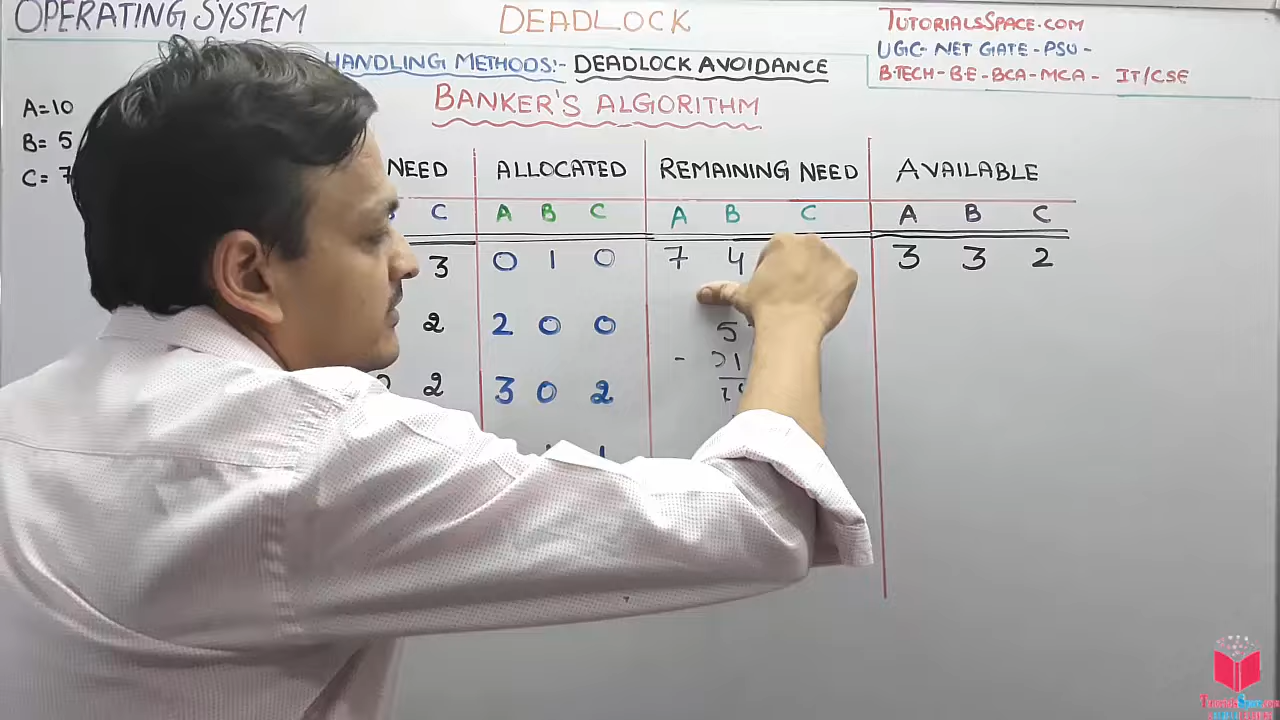 OPERATING SYSTEM
DEADLOCK
TUTORIALSSPACE.COM
UGC-NET GATE-PSU-
B.TECH-B.E-BCA-MCA- IT/CSE
HANDLING METHODS:- DEADLOCK AVOIDANCE
BANKER'S ALGORITHM
A=10
B=5
C=7
NEED ALLOCATED REMAINING NEED AVAILABLE
C A B C A B C A B C
3 0 1 0 7 4 3 3 2
2 2 0 0 5
2 3 0 2